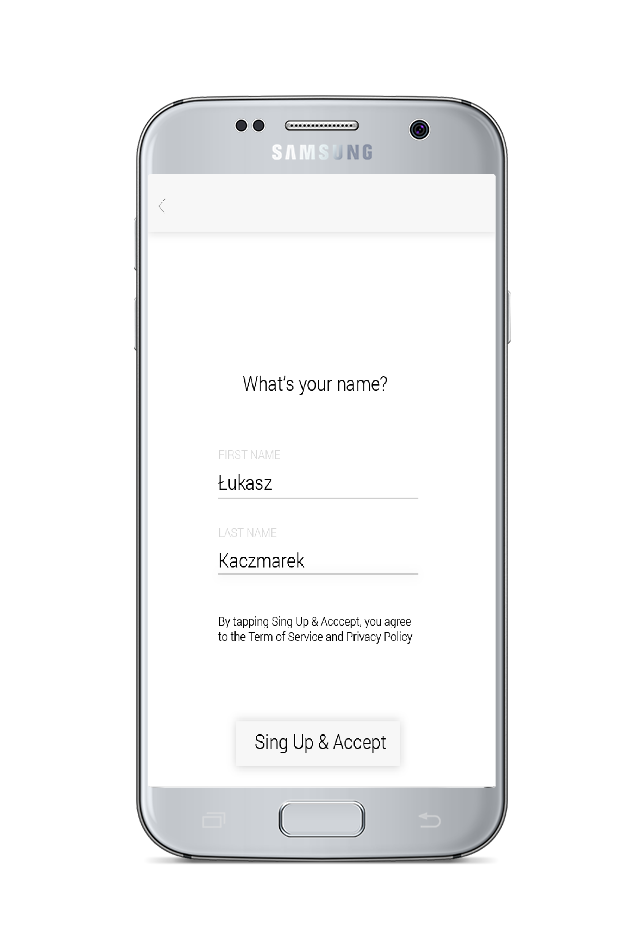 SAMSUNG
What's your name?
FIRST NAME
Łukasz
LAST NAME
Kaczmarek
By tapping Sing Up & Acccept, you agree
to the Term of Service and Privacy Policy
Sing Up & Accept